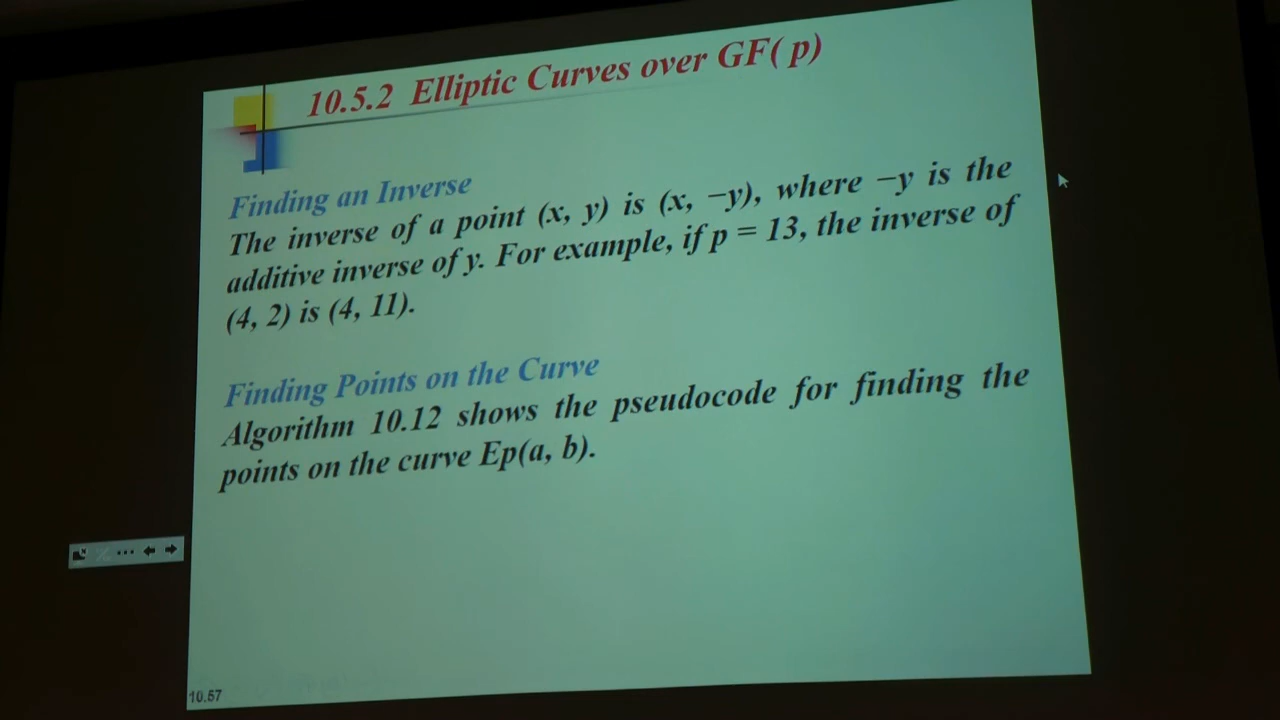 10.5.2 Elliptic Curves over GF( p)
Finding an Inverse
The inverse of a point (x, y) is (x, −y), where −y is the
additive inverse of y. For example, if p = 13, the inverse of
(4, 2) is (4, 11).
Finding Points on the Curve
Algorithm 10.12 shows the pseudocode for finding the
points on the curve Ep(a, b).
10.57